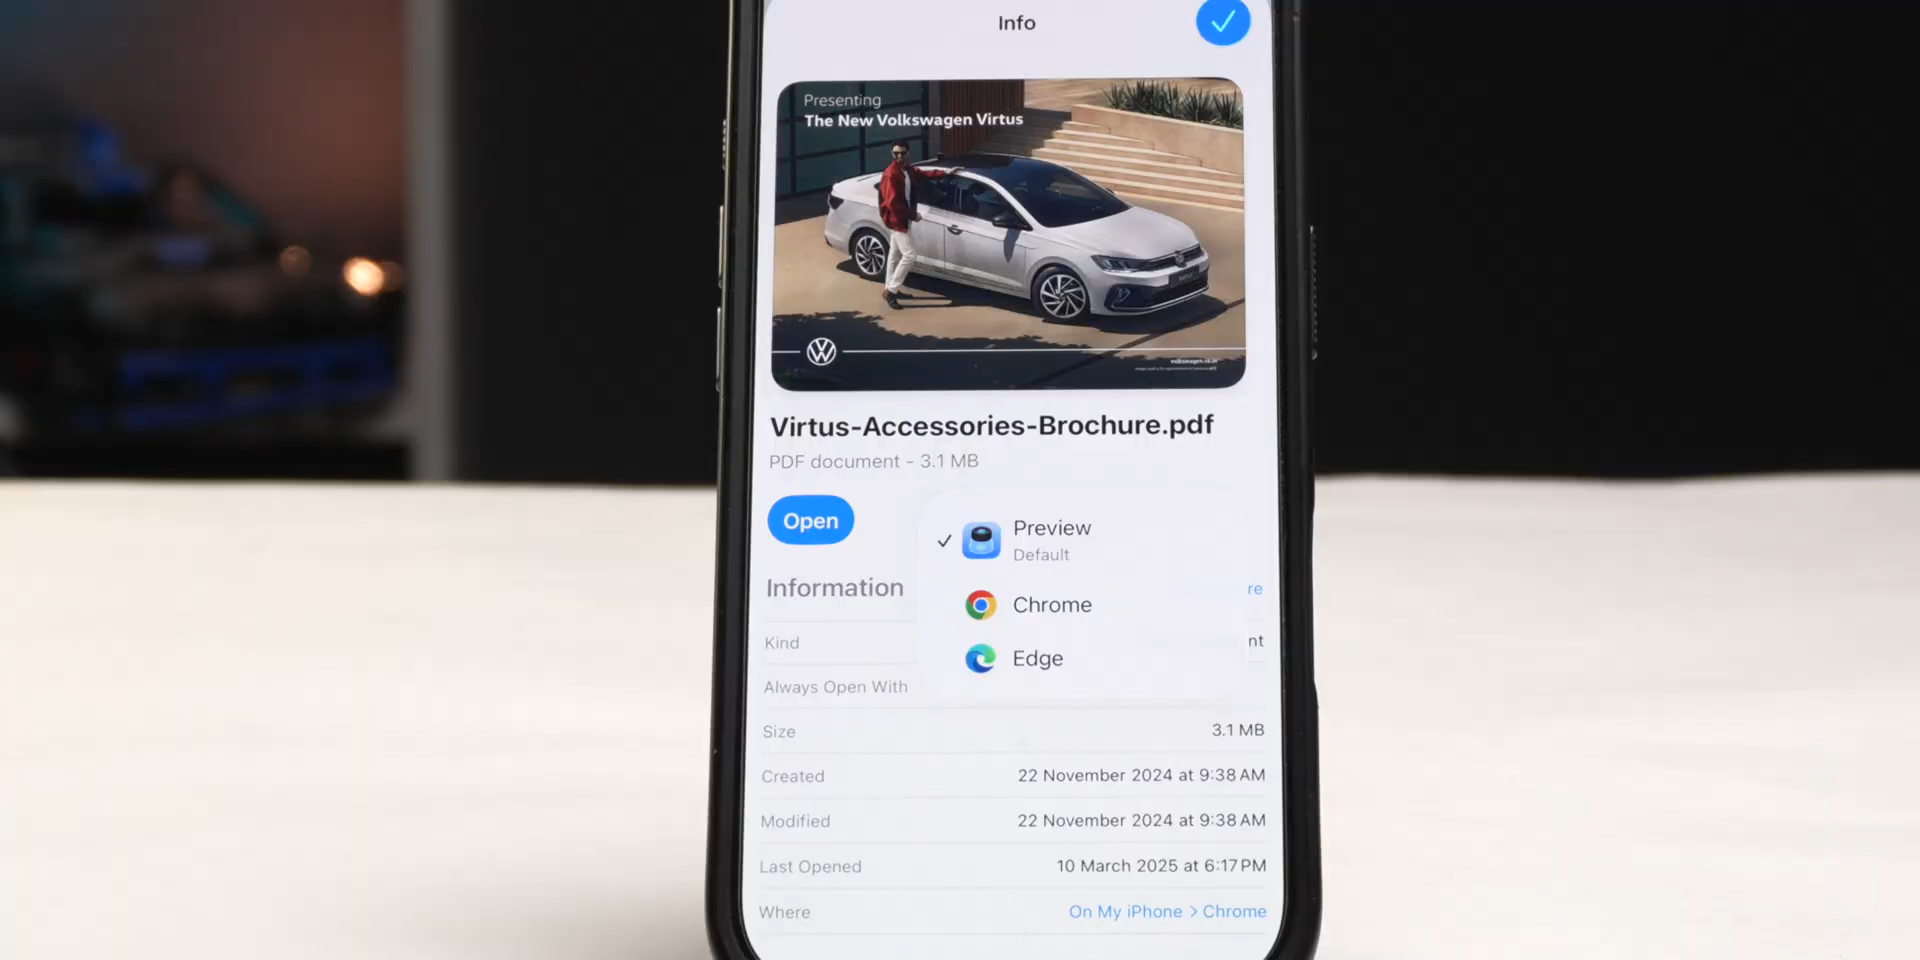 Info
Presenting
The New Volkswagen Virtus
volkswagen.co.in
Virtus-Accessories-Brochure.pdf
PDF document - 3.1 MB
Open
Preview
Default
Information
re
Chrome
Kind
nt
Edge
Always Open With
Size 3.1 MB
Created 22 November 2024 at 9:38 AM
Modified 22 November 2024 at 9:38 AM
Last Opened 10 March 2025 at 6:17 PM
Where On My iPhone > Chrome